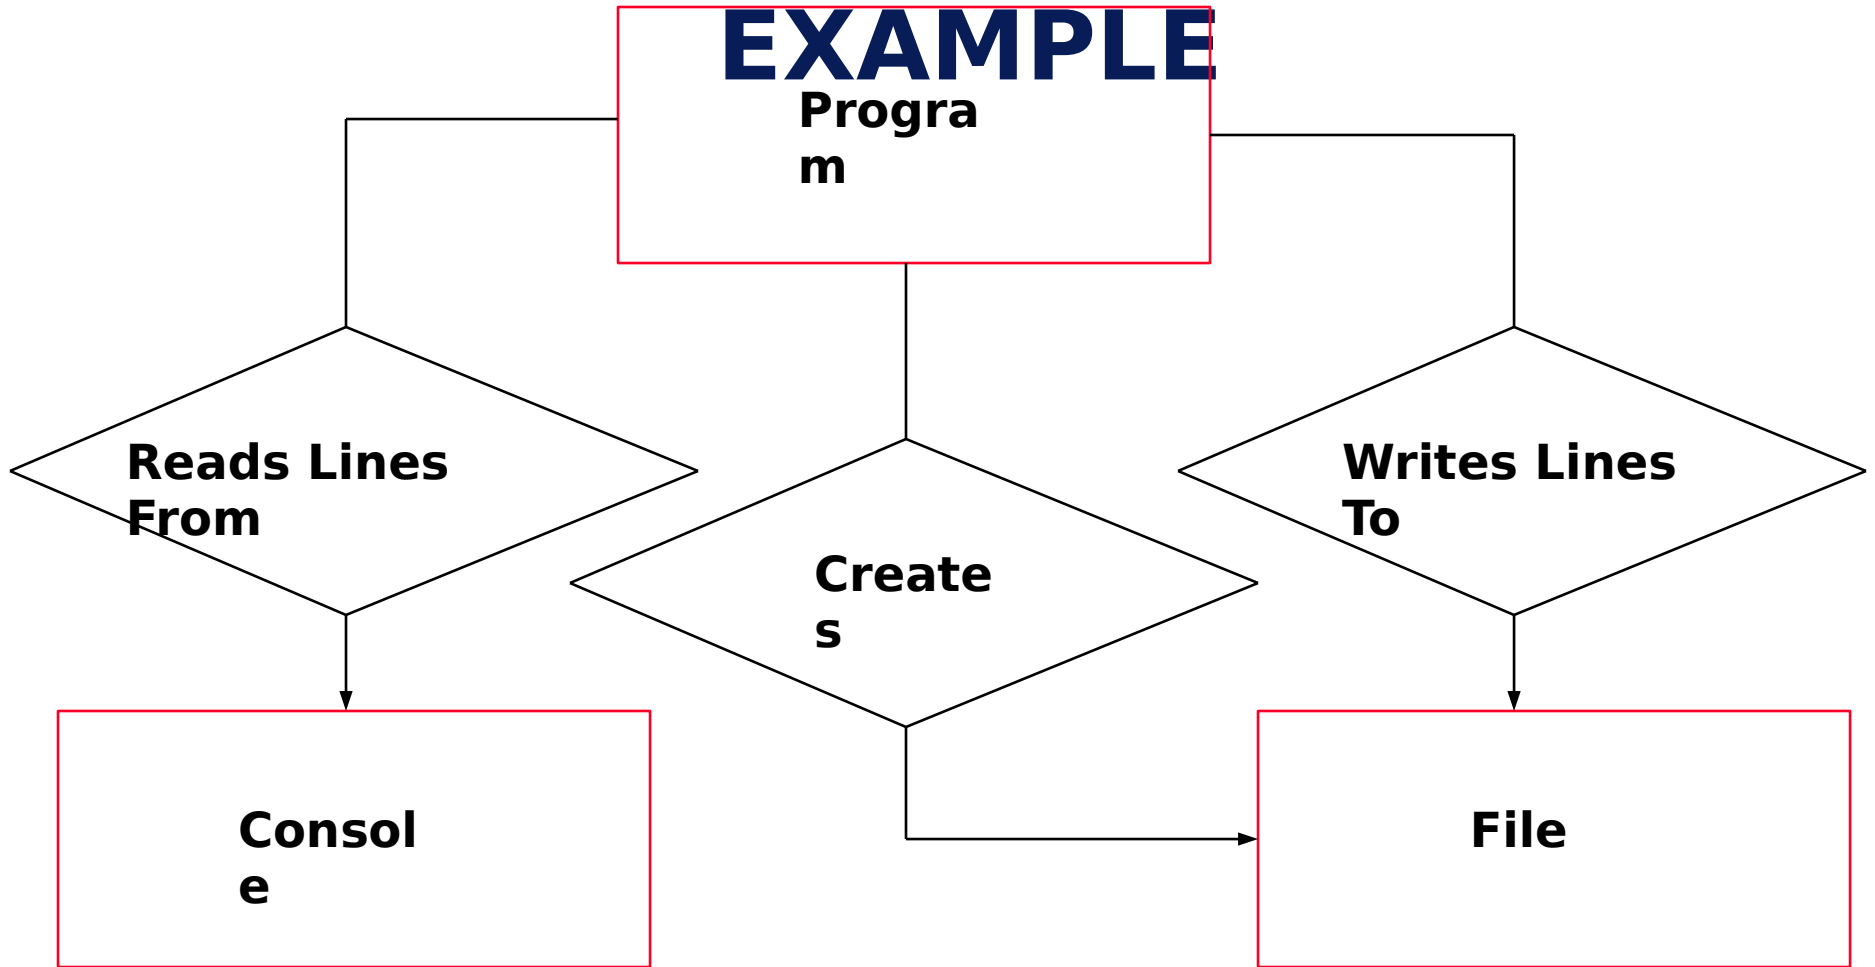 EXAMPLE
Progra
m
Reads Lines
From
Create
s
Writes Lines
To
Consol
e
File